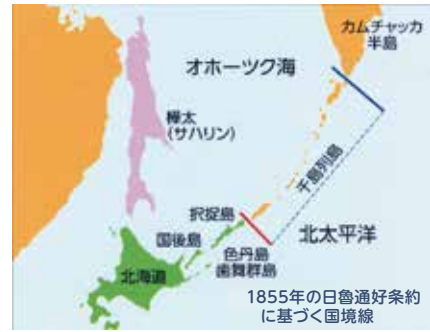 カムチャッカ
半島
オホーツク海
樺太
(サハリン)
千島列島
択捉島
北太平洋
国後島
色丹島
歯舞群島
北海道
1855年の日魯通好条約
に基づく国境線